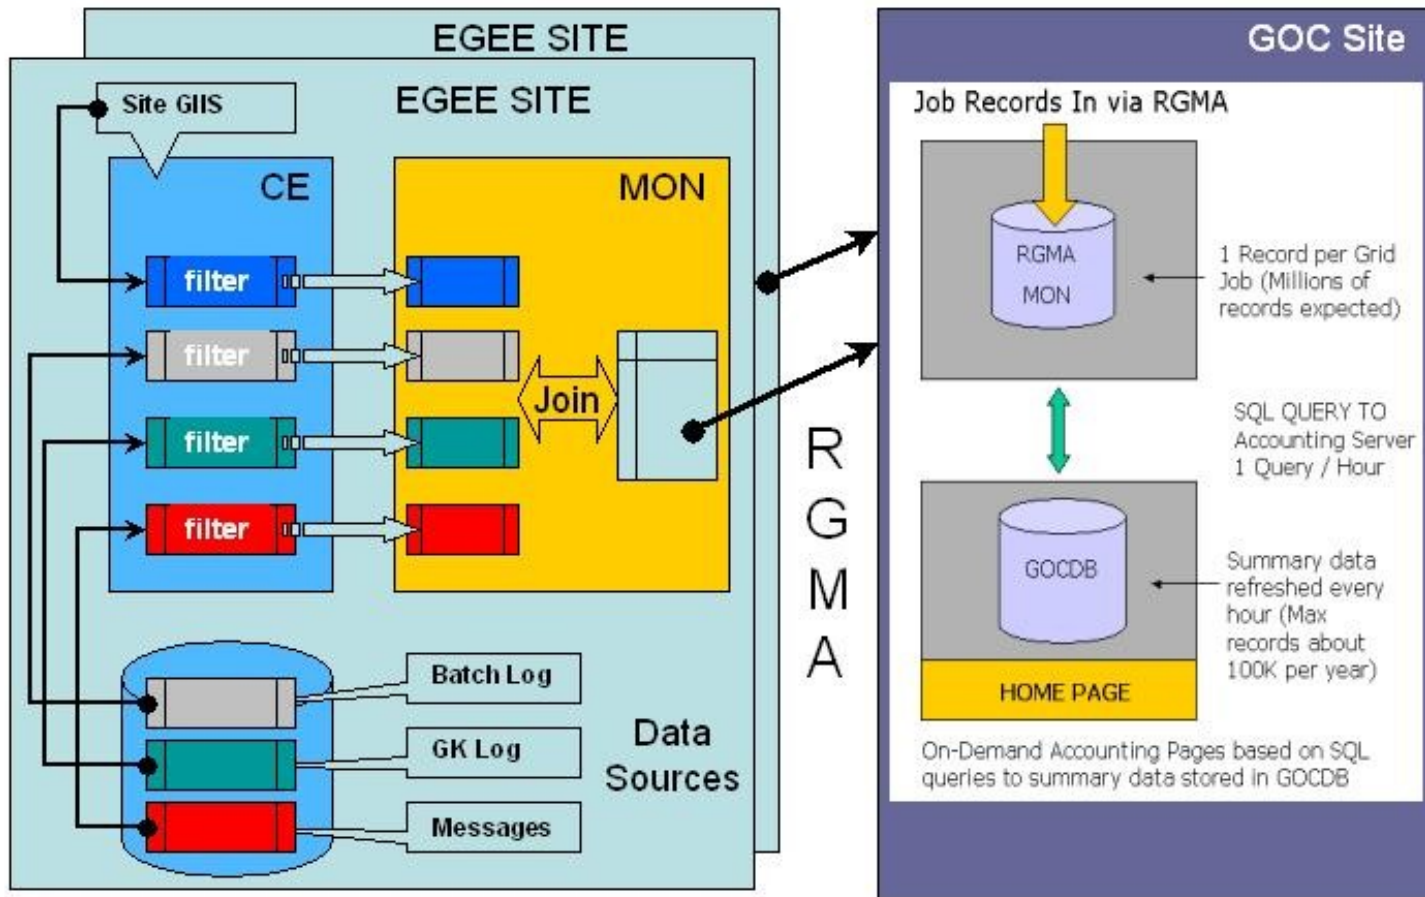 EGEE SITE
EGEE SITE
Site GIIS
CE
MON
filter
filter
filter
filter
Join
Batch Log
GK Log
Messages
Data
Sources
R
G
M
A
GOC Site
Job Records In via RGMA
RGMA
MON
1 Record per Grid
Job (Millions of
records expected)
SQL QUERY TO
Accounting Server
1 Query / Hour
GOCDB
Summary data
refreshed every
hour (Max
records about
100K per year)
HOME PAGE
On-Demand Accounting Pages based on SQL
queries to summary data stored in GOCDB